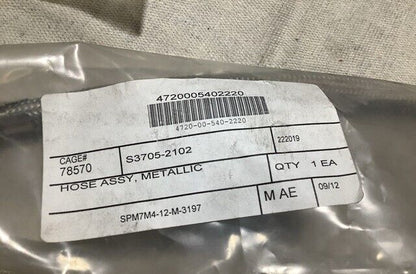 4720005402220
4720-00-540-2220
CAGE#
78570
S3705-2102
222019
HOSE ASSY, METALLIC
QTY 1 EA
SPM7M4-12-M-3197
M AE
09/12